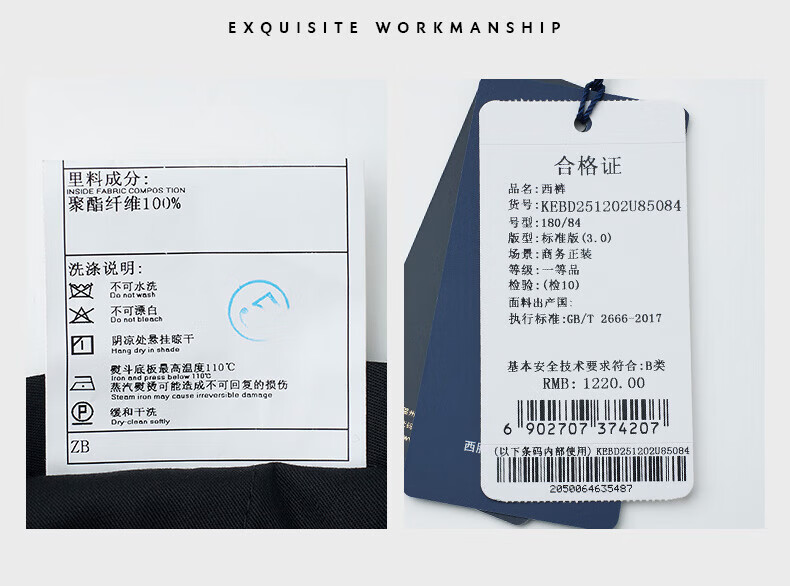 EXQUISITE WORKMANSHIP
里料成分:
INSIDE FABRIC COMPOSTION
聚酯纤维100%
洗涤说明:
不可水洗
Do not wash
不可漂白
Do not bleach
阴凉处悬挂晾干
Hang dry in shade
熨斗底板最高温度110℃
Iron and press below 110℃
蒸汽熨烫可能造成不可回复的损伤
Steam iron may cause irreversible damage
P
缓和干洗
Dry-clean softly
ZB
合格证
品名:西裤
货号:KEBD251202U85084
号型:180/84
版型:标准版(3.0)
场景:商务正装
等级:一等品
检验:(检10)
面料出产国:
执行标准:GB/T 2666-2017
基本安全技术要求符合:B类
RMB: 1220.00
6 902707 374207
(以下条码内部使用) KEBD251202U85084
2050064635487
西服